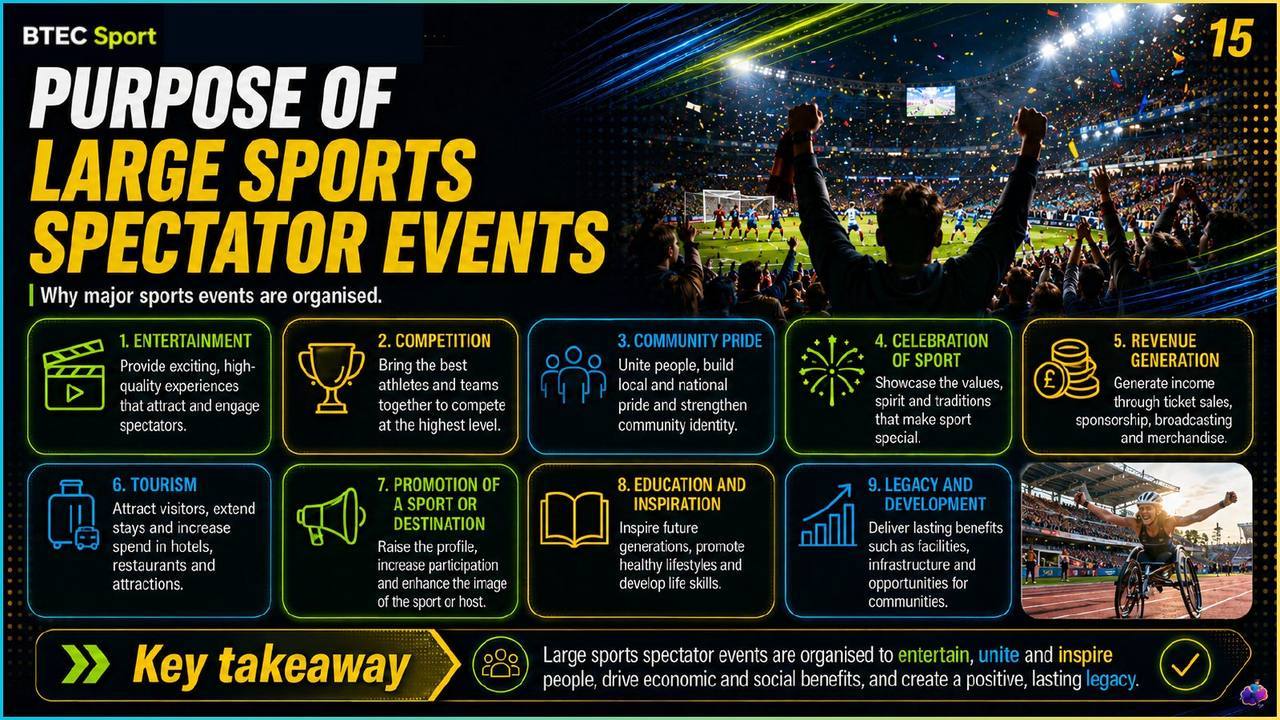 BTEC Sport
15
PURPOSE OF
LARGE SPORTS
SPECTATOR EVENTS
Why major sports events are organised.
1. ENTERTAINMENT
Provide exciting, high-
quality experiences
that attract and engage
spectators.
2. COMPETITION
Bring the best
athletes and teams
together to compete
at the highest level.
3. COMMUNITY PRIDE
Unite people, build
local and national
pride and strengthen
community identity.
4. CELEBRATION
OF SPORT
Showcase the values,
spirit and traditions
that make sport
special.
5. REVENUE
GENERATION
£
Generate income
through ticket sales,
sponsorship, broadcasting
and merchandise.
6. TOURISM
Attract visitors, extend
stays and increase
spend in hotels,
restaurants and
attractions.
7. PROMOTION OF
A SPORT OR
DESTINATION
Raise the profile,
increase participation
and enhance the image
of the sport or host.
8. EDUCATION AND
INSPIRATION
Inspire future
generations, promote
healthy lifestyles and
develop life skills.
9. LEGACY AND
DEVELOPMENT
Deliver lasting benefits
such as facilities,
infrastructure and
opportunities for
communities.
Key takeaway
Large sports spectator events are organised to entertain, unite and inspire
people, drive economic and social benefits, and create a positive, lasting legacy.